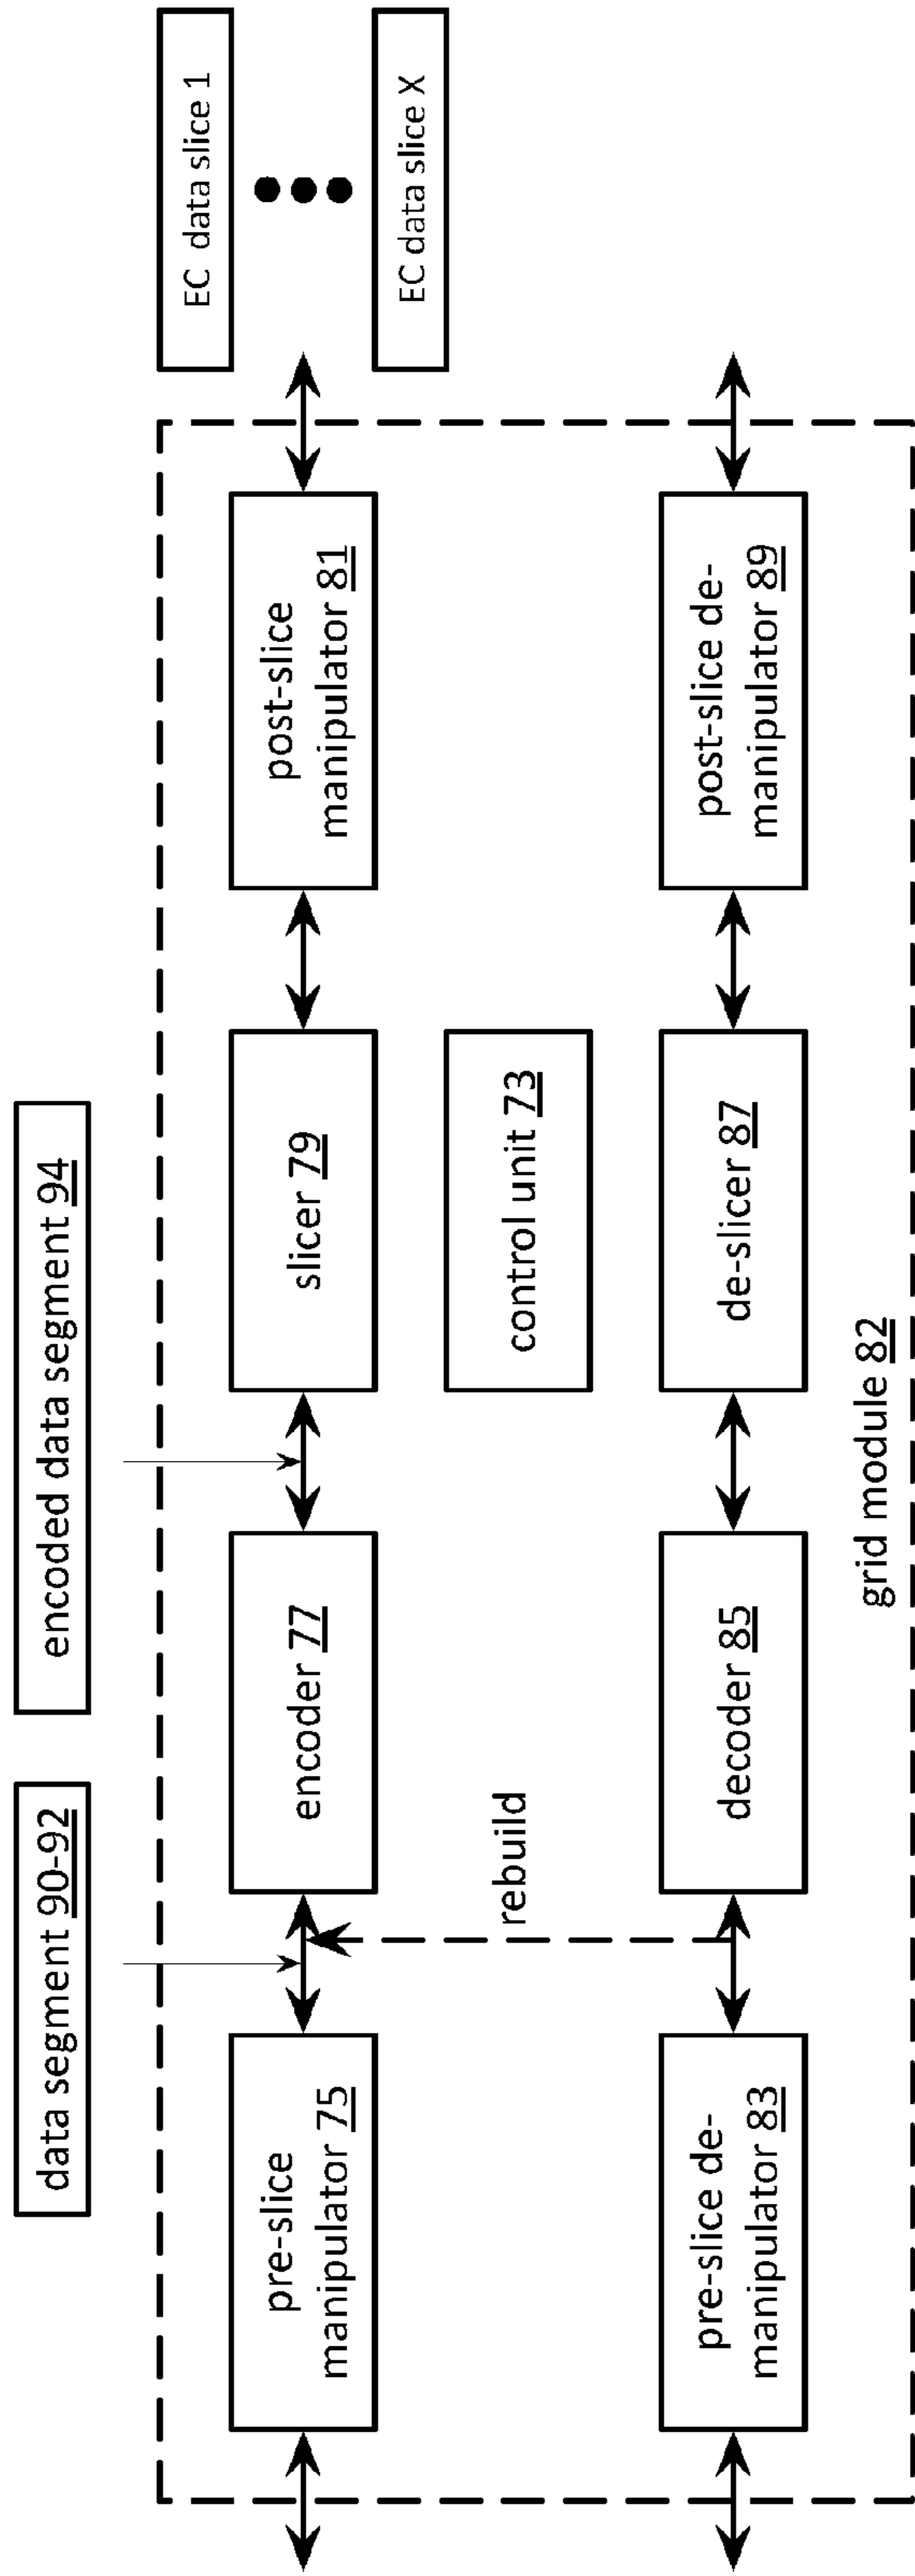 data segment 90-92
encoded data segment 94
EC data slice 1
EC data slice X
pre-slice
manipulator 75
encoder 77
slicer 79
post-slice
manipulator 81
rebuild
control unit 73
pre-slice de-
manipulator 83
decoder 85
de-slicer 87
post-slice de-
manipulator 89
grid module 82